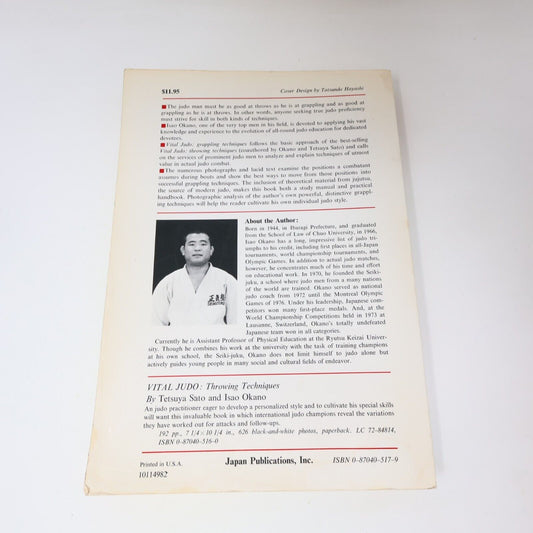 $11.95 Cover Design by Tatsundo Hayashi
■The judo man must be as good at throws as he is at grappling and as good at
grappling as he is at throws. In other words, anyone seeking true judo proficiency
must strive for skill in both kinds of techniques.
■Isao Okano, one of the very top men in his field, is devoted to applying his vast
knowledge and experience to the evolution of all-round judo education for dedicated
devotees.
■Vital Judo: grappling techniques follows the basic approach of the best-selling
Vital Judo: throwing techniques (coauthored by Okano and Tetsuya Sato) and calls
on the services of prominent judo men to analyze and explain techniques of utmost
value in actual judo combat.
■The numerous photographs and lucid text examine the positions a combatant
assumes during bouts and show the best ways to move from those positions into
successful grappling techniques. The inclusion of theoretical material from jujutsu,
the source of modern judo, makes this book both a study manual and practical
handbook. Photographic analysis of the author's own powerful, distinctive grappl-
ing techniques will help the reader cultivate his own individual judo style.
About the Author:
Born in 1944, in Ibaragi Prefecture, and graduated
from the School of Law of Chuo University, in 1966,
Isao Okano has a long, impressive list of judo tri-
umphs to his credit, including first places in all-Japan
tournaments, world championship tournaments, and
Olympic Games. In addition to actual judo matches,
however, he concentrates much of his time and effort
on educational work. In 1970, he founded the Seiki-
juku, a school where judo men from a many nations
of the world are trained. Okano served as national
judo coach from 1972 until the Montreal Olympic
Games of 1976. Under his leadership, Japanese com-
petitors won many first-place medals. And, at the
World Championship Competitions held in 1973 at
Lausanne, Switzerland, Okano's totally undefeated
Japanese team won in all categories.
Currently he is Assistant Professor of Physical Education at the Ryutsu Keizai Univer-
sity. Though he combines his work at the university with the task of training champions
at his own school, the Seiki-juku, Okano does not limit himself to judo alone but
actively guides young people in many social and cultural fields of endeavor.
VITAL JUDO: Throwing Techniques
By Tetsuya Sato and Isao Okano
An judo practitioner eager to develop a personalized style and to cultivate his special skills
will want this invaluable book in which international judo champions reveal the variations
they have worked out for attacks and follow-ups.
192 pp., 7 1/4×10 1/4 in., 626 black-and-white photos, paperback. LC 72-84814,
ISBN 0-87040-516-0
Printed in U.S.A. Japan Publications, Inc. ISBN 0-87040-517-9
10114982